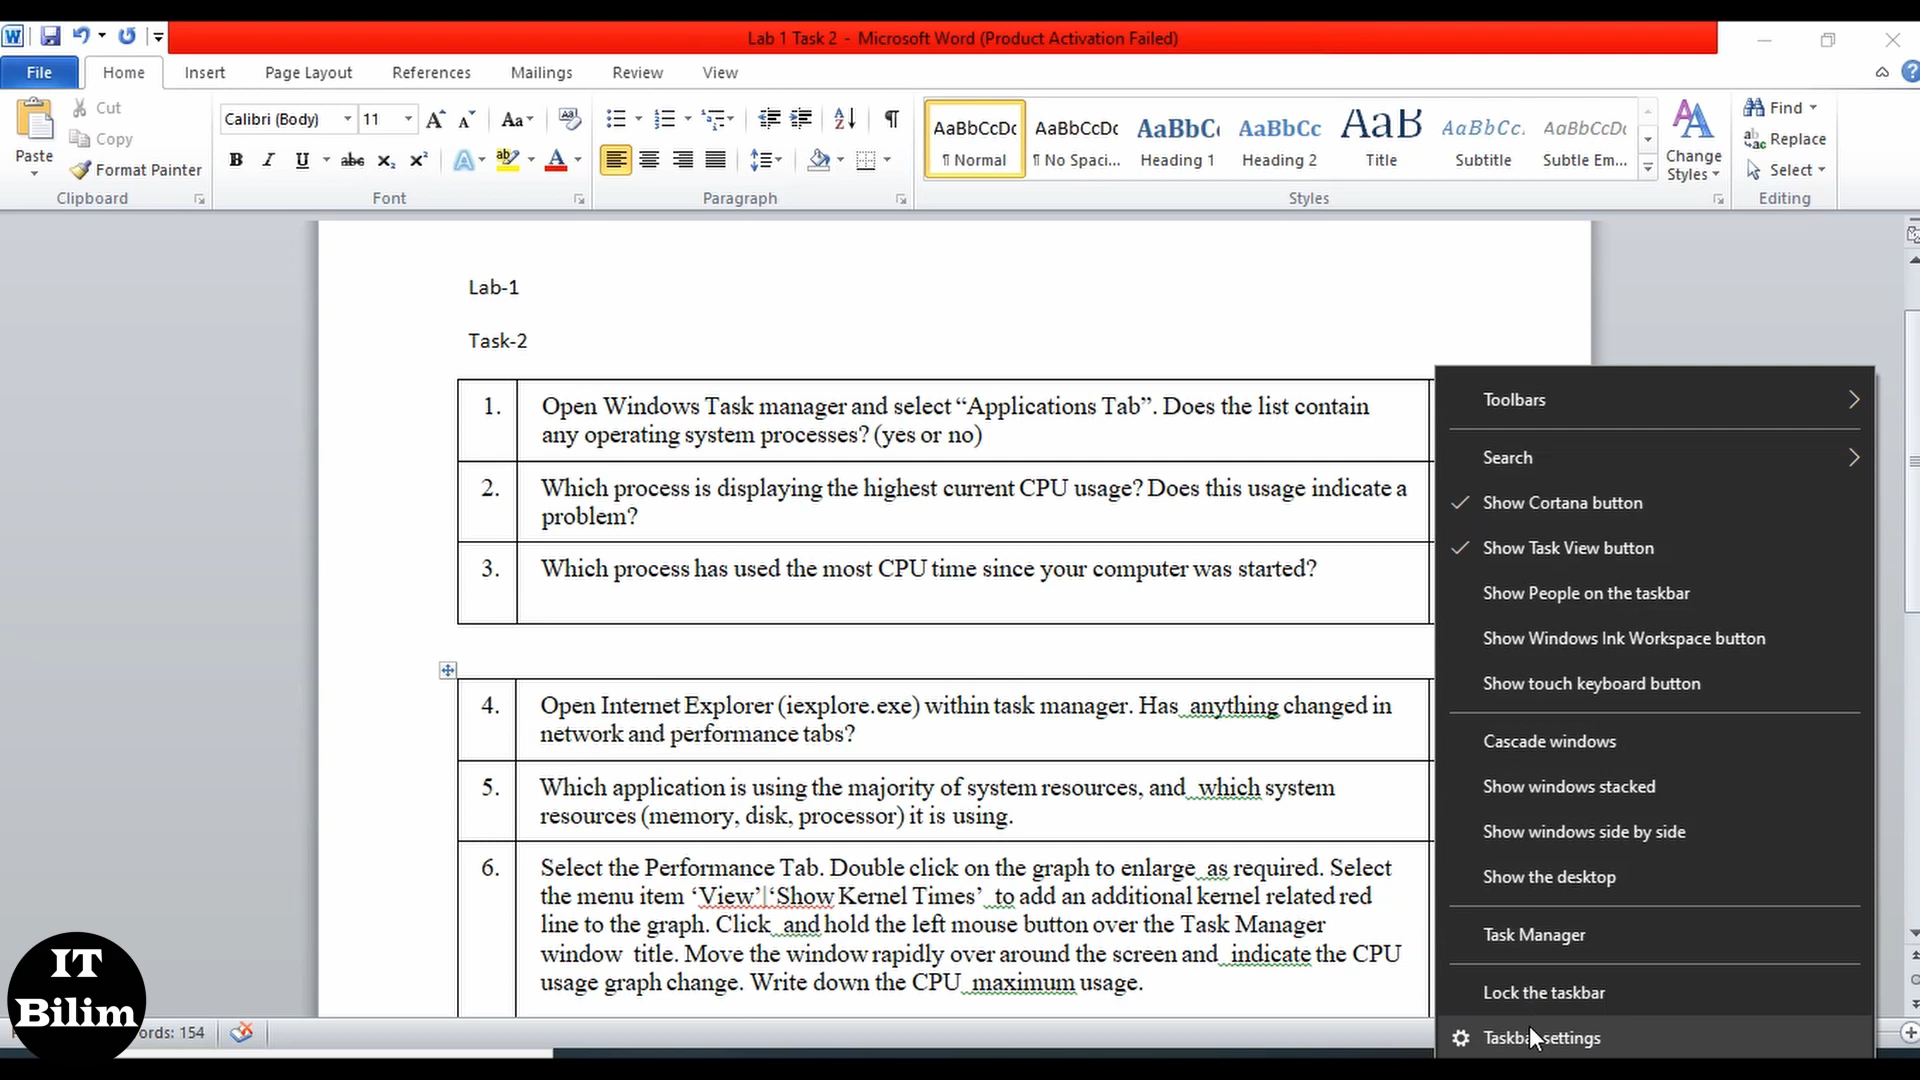 Lab 1 Task 2 - Microsoft Word (Product Activation Failed)
File Home Insert Page Layout References Mailings Review View
Paste
Cut
Copy
Format Painter
Clipboard
Calibri (Body) 11
Font
Paragraph
AaBbCcDc AaBbCcDc AaBbC AaBbCc AaB AaBbCc. AaBbCcDc
¶ Normal ¶ No Spaci... Heading 1 Heading 2 Title Subtitle Subtle Em...
Change
Styles
Styles
Find
Replace
Select
Editing
Lab-1
Task-2
1. Open Windows Task manager and select “Applications Tab”. Does the list contain
any operating system processes? (yes or no)
2. Which process is displaying the highest current CPU usage? Does this usage indicate a
problem?
3. Which process has used the most CPU time since your computer was started?
4. Open Internet Explorer (iexplore.exe) within task manager. Has anything changed in
network and performance tabs?
5. Which application is using the majority of system resources, and which system
resources (memory, disk, processor) it is using.
6. Select the Performance Tab. Double click on the graph to enlarge as required. Select
the menu item ‘View’|‘Show Kernel Times’ to add an additional kernel related red
line to the graph. Click and hold the left mouse button over the Task Manager
window title. Move the window rapidly over around the screen and indicate the CPU
usage graph change. Write down the CPU maximum usage.
Toolbars
Search
Show Cortana button
Show Task View button
Show People on the taskbar
Show Windows Ink Workspace button
Show touch keyboard button
Cascade windows
Show windows stacked
Show windows side by side
Show the desktop
Task Manager
Lock the taskbar
Taskbar settings
IT
Bilim
ords: 154